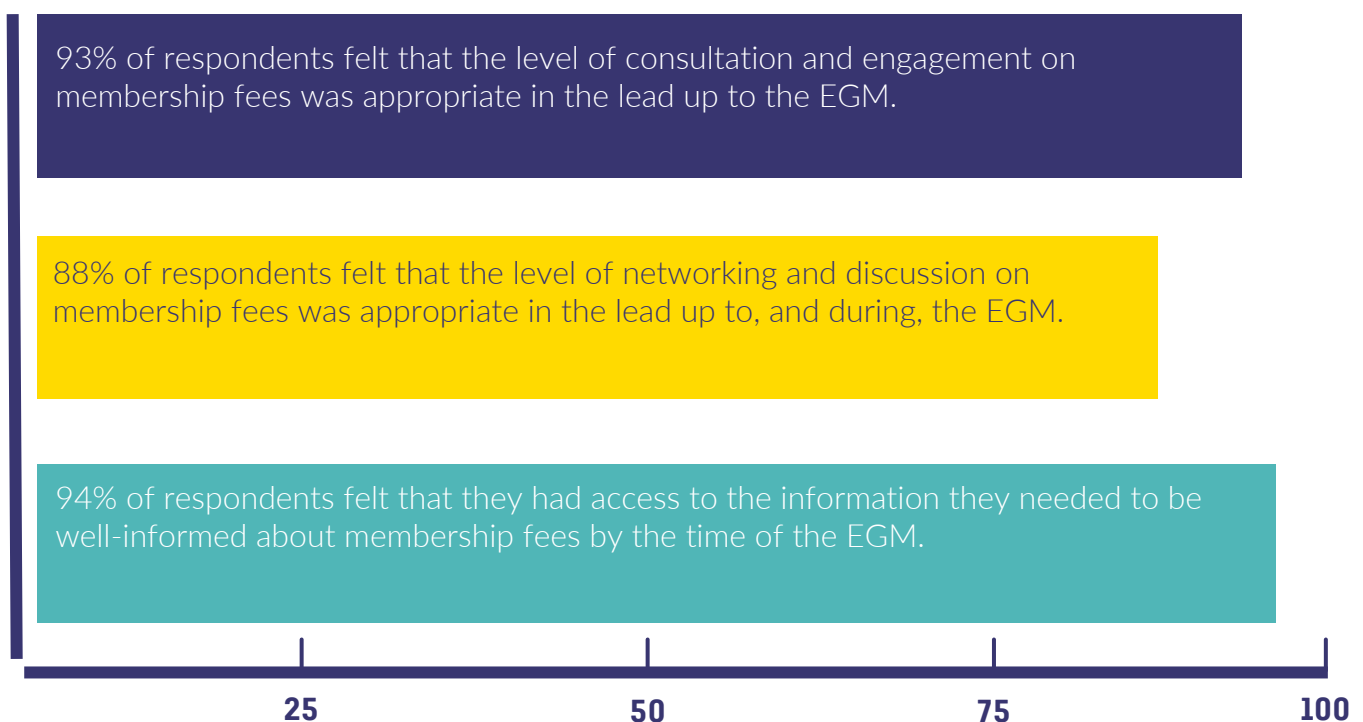 93% of respondents felt that the level of consultation and engagement on
membership fees was appropriate in the lead up to the EGM.
88% of respondents felt that the level of networking and discussion on
membership fees was appropriate in the lead up to, and during, the EGM.
94% of respondents felt that they had access to the information they needed to be
well-informed about membership fees by the time of the EGM.
25 50 75 100